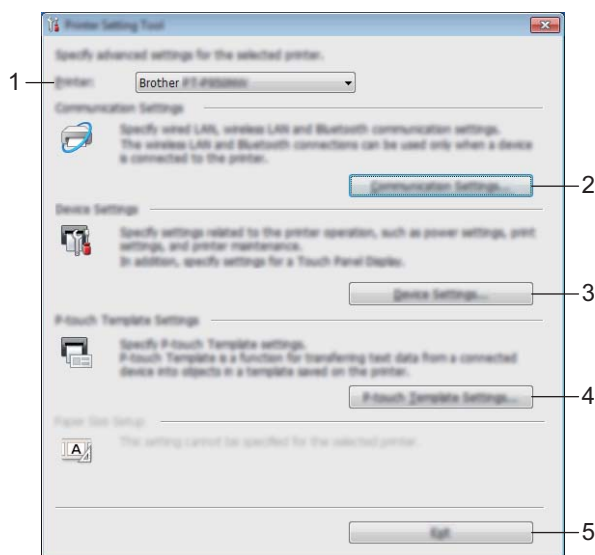 Printer Setting Tool
Specify advanced settings for the selected printer.
1
Printer:
Brother
Communication Settings
Specify wired LAN, wireless LAN and Bluetooth communication settings.
The wireless LAN and Bluetooth connections can be used only when a device
is connected to the printer.
Communication Settings...
2
Device Settings
Specify settings related to the printer operation, such as power settings, print
settings, and printer maintenance.
In addition, specify settings for a Touch Panel Display.
Device Settings...
3
P-touch Template Settings
Specify P-touch Template settings.
P-touch Template is a function for transferring text data from a connected
device into objects in a template saved on the printer.
P-touch Template Settings...
4
Paper Size Setup
A
This setting cannot be specified for the selected printer.
Exit
5